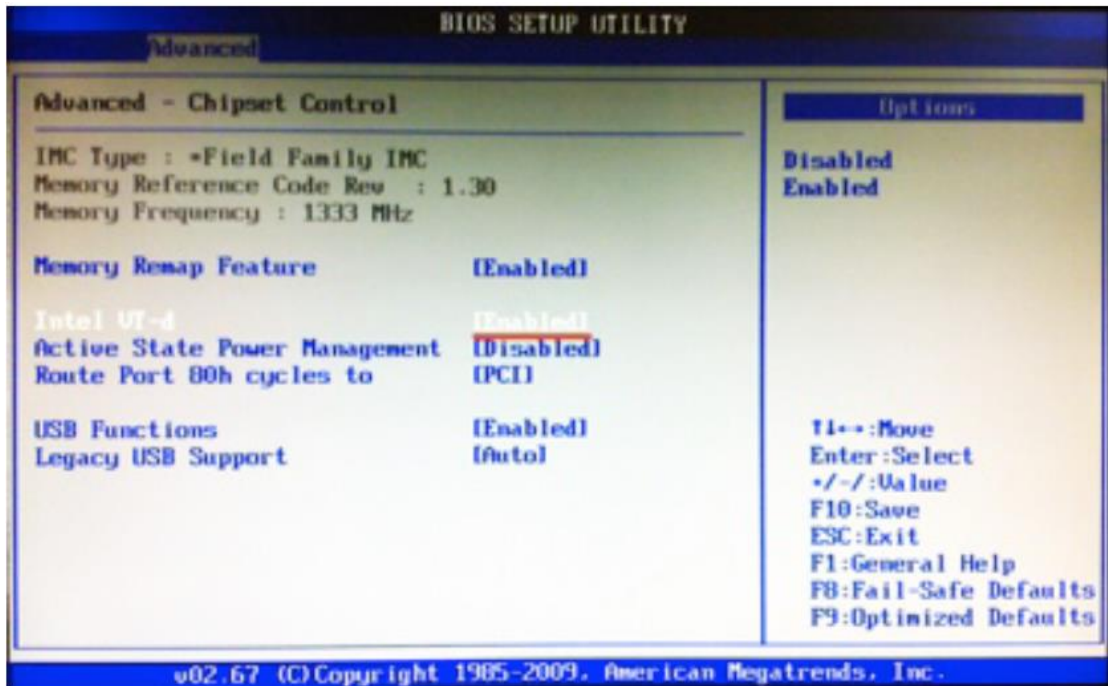 BIOS SETUP UTILITY
Advanced
Advanced - Chipset Control
IMC Type : *Field Family IMC
Memory Reference Code Rev : 1.30
Memory Frequency : 1333 MHz
Memory Remap Feature [Enabled]
Intel VT-d [Enabled]
Active State Power Management [Disabled]
Route Port 80h cycles to [PCI]
USB Functions [Enabled]
Legacy USB Support [Auto]
Options
Disabled
Enabled
↑↓←→:Move
Enter:Select
+/-/:Value
F10:Save
ESC:Exit
F1:General Help
F8:Fail-Safe Defaults
F9:Optimized Defaults
v02.67 (C)Copyright 1985-2009, American Megatrends, Inc.